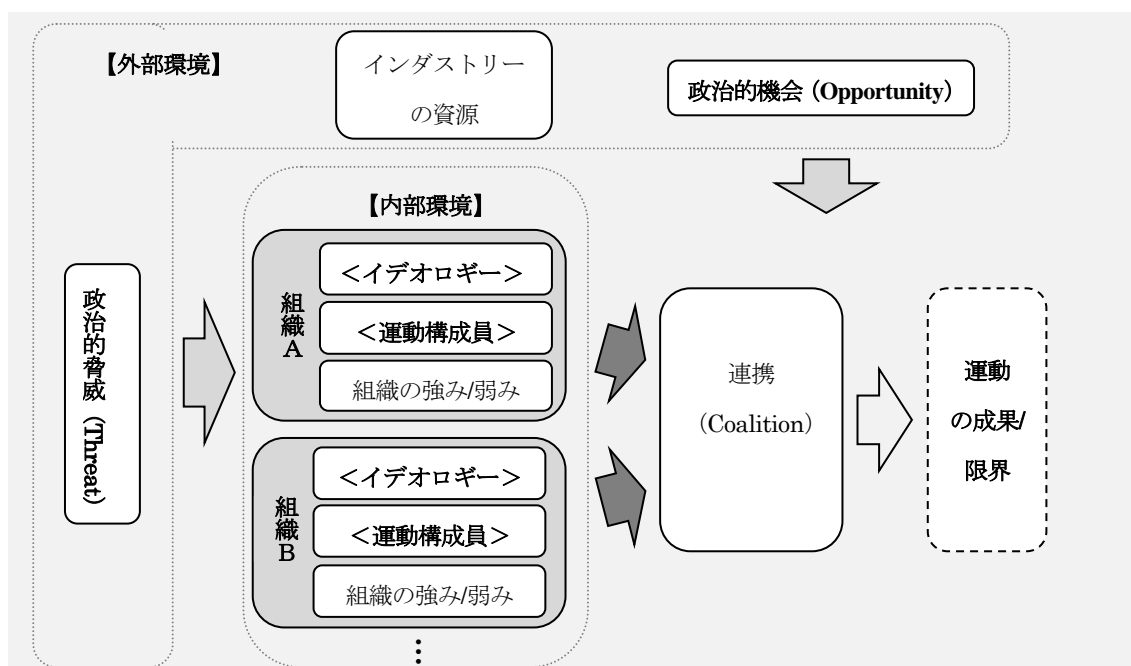 【外部環境】
インダストリー
の資源
政治的機会（Opportunity）
【内部環境】
政治的脅威（Threat）
組織A
＜イデオロギー＞
＜運動構成員＞
組織の強み/弱み
組織B
＜イデオロギー＞
＜運動構成員＞
組織の強み/弱み
…
連携
（Coalition）
運動
の成果/
限界